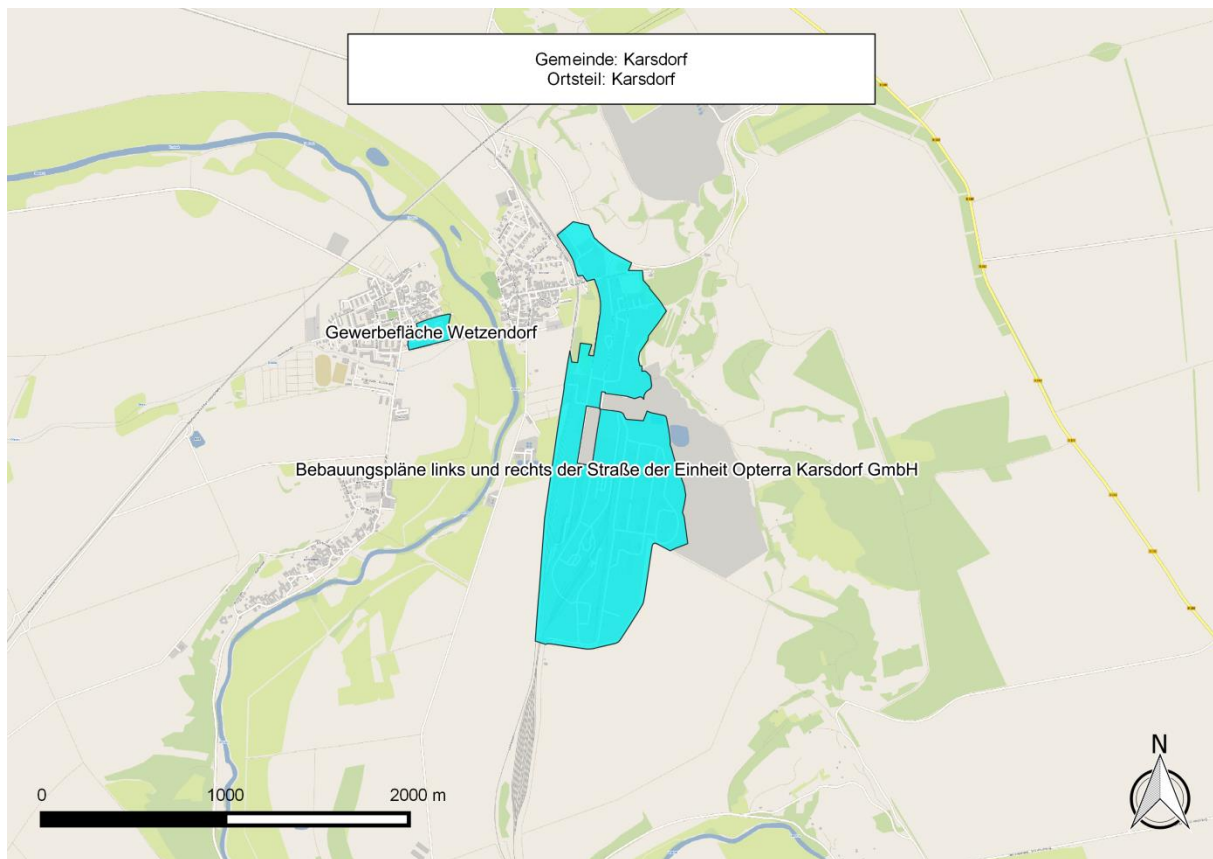 Gemeinde: Karsdorf
Ortsteil: Karsdorf
Gewerbefläche Wetzendorf
Bebauungspläne links und rechts der Straße der Einheit Opterra Karsdorf GmbH
N
0 1000 2000 m